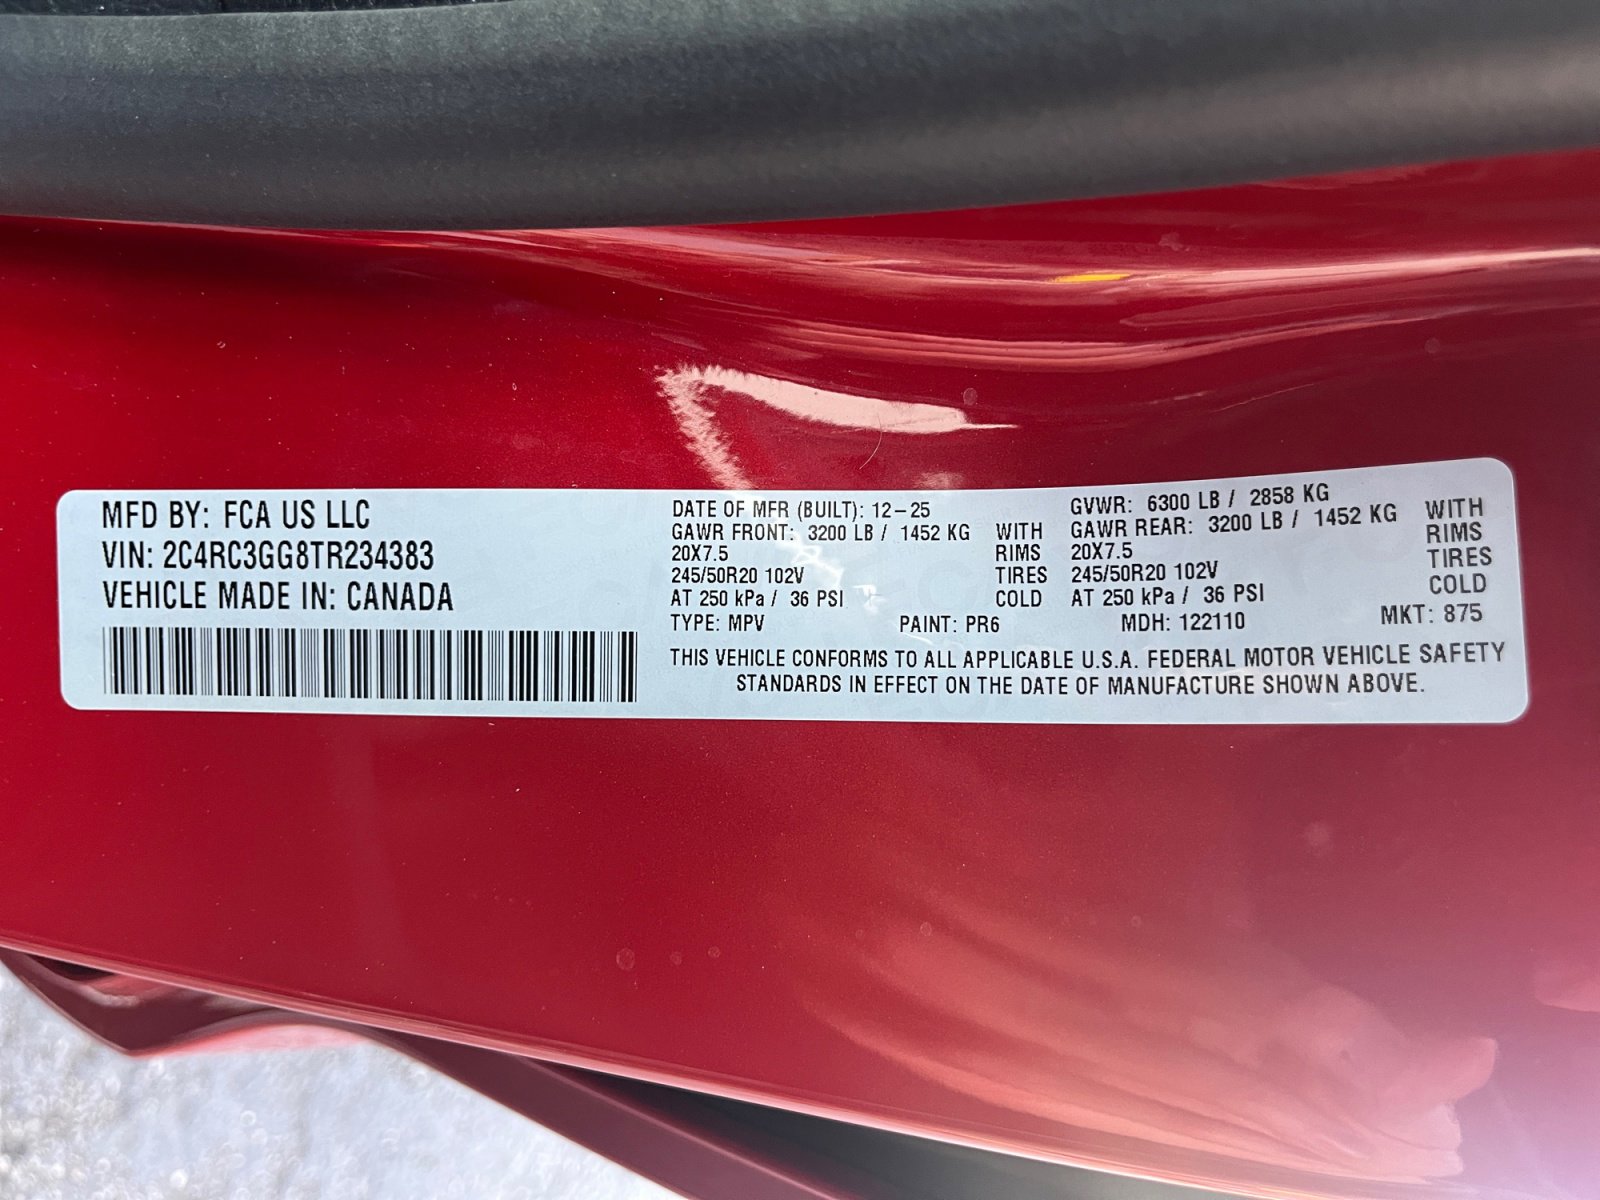 MFD BY: FCA US LLC
VIN: 2C4RC3GG8TR234383
VEHICLE MADE IN: CANADA
DATE OF MFR (BUILT): 12-25
GAWR FRONT: 3200 LB / 1452 KG WITH
20X7.5 RIMS
245/50R20 102V TIRES
AT 250 kPa / 36 PSI COLD
GVWR: 6300 LB / 2858 KG
GAWR REAR: 3200 LB / 1452 KG WITH
20X7.5 RIMS
245/50R20 102V TIRES
AT 250 kPa / 36 PSI COLD
TYPE: MPV PAINT: PR6 MDH: 122110 MKT: 875
THIS VEHICLE CONFORMS TO ALL APPLICABLE U.S.A. FEDERAL MOTOR VEHICLE SAFETY
STANDARDS IN EFFECT ON THE DATE OF MANUFACTURE SHOWN ABOVE.